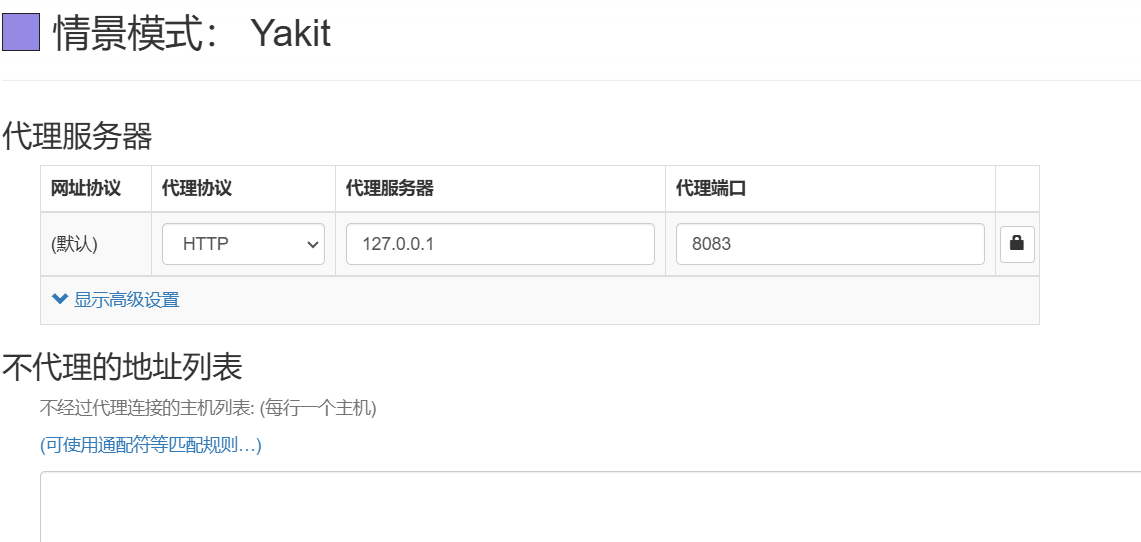 情景模式： Yakit
代理服务器
网址协议 代理协议 代理服务器 代理端口
(默认) HTTP 127.0.0.1 8083
显示高级设置
不代理的地址列表
不经过代理连接的主机列表: (每行一个主机)
(可使用通配符等匹配规则…)